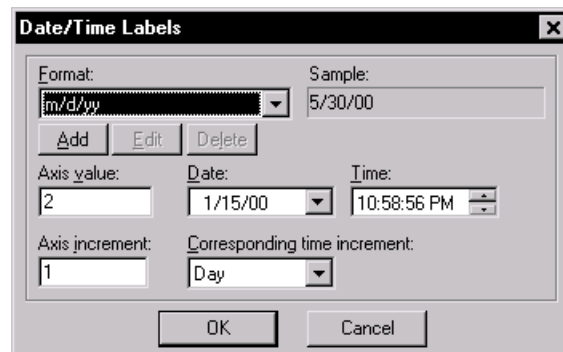 Date/Time Labels
Format: Sample:
m/d/yy 5/30/00
Add Edit Delete
Axis value: Date: Time:
2 1/15/00 10:58:56 PM
Axis increment: Corresponding time increment:
1 Day
OK Cancel